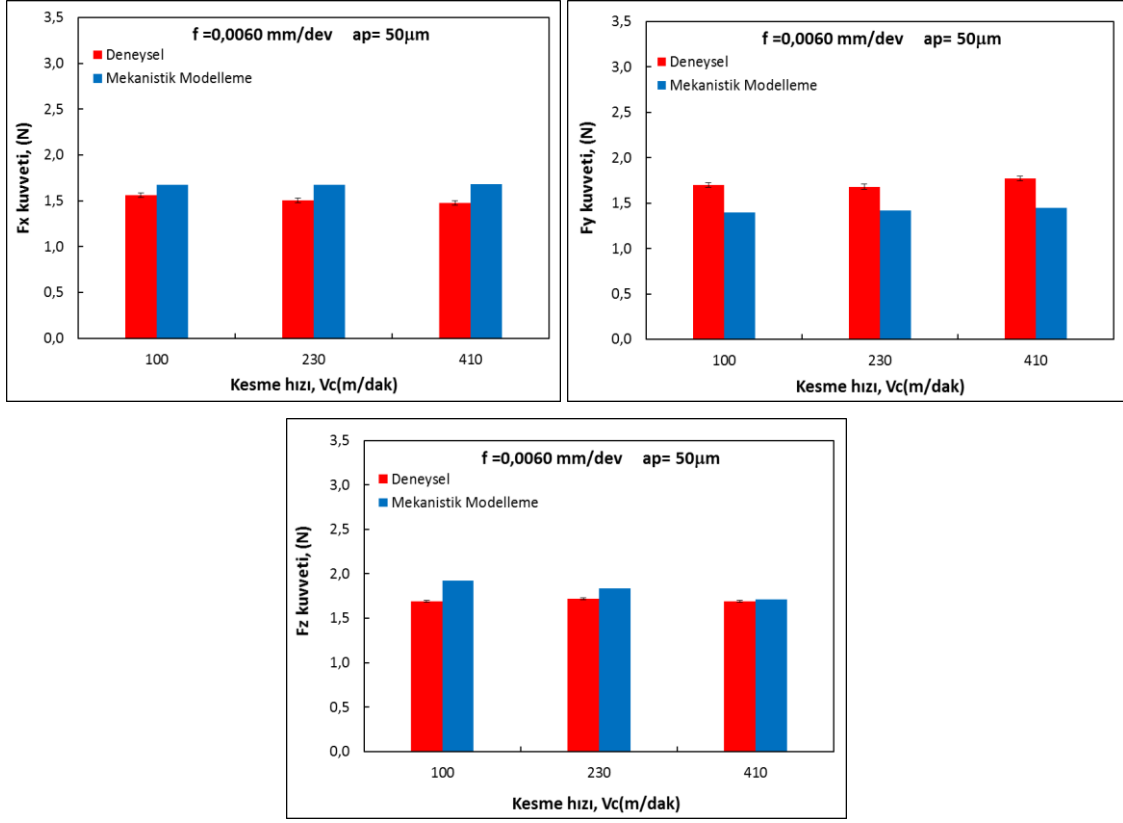 f =0,0060 mm/dev ap= 50μm
Deneysel
Mekanistik Modelleme
Fx kuvveti, (N)
3,5
3,0
2,5
2,0
1,5
1,0
0,5
0,0
100 230 410
Kesme hızı, Vc(m/dak)
f =0,0060 mm/dev ap= 50μm
Deneysel
Mekanistik Modelleme
Fy kuvveti, (N)
3,5
3,0
2,5
2,0
1,5
1,0
0,5
0,0
100 230 410
Kesme hızı, Vc(m/dak)
f =0,0060 mm/dev ap= 50μm
Deneysel
Mekanistik Modelleme
Fz kuvveti, (N)
3,5
3,0
2,5
2,0
1,5
1,0
0,5
0,0
100 230 410
Kesme hızı, Vc(m/dak)